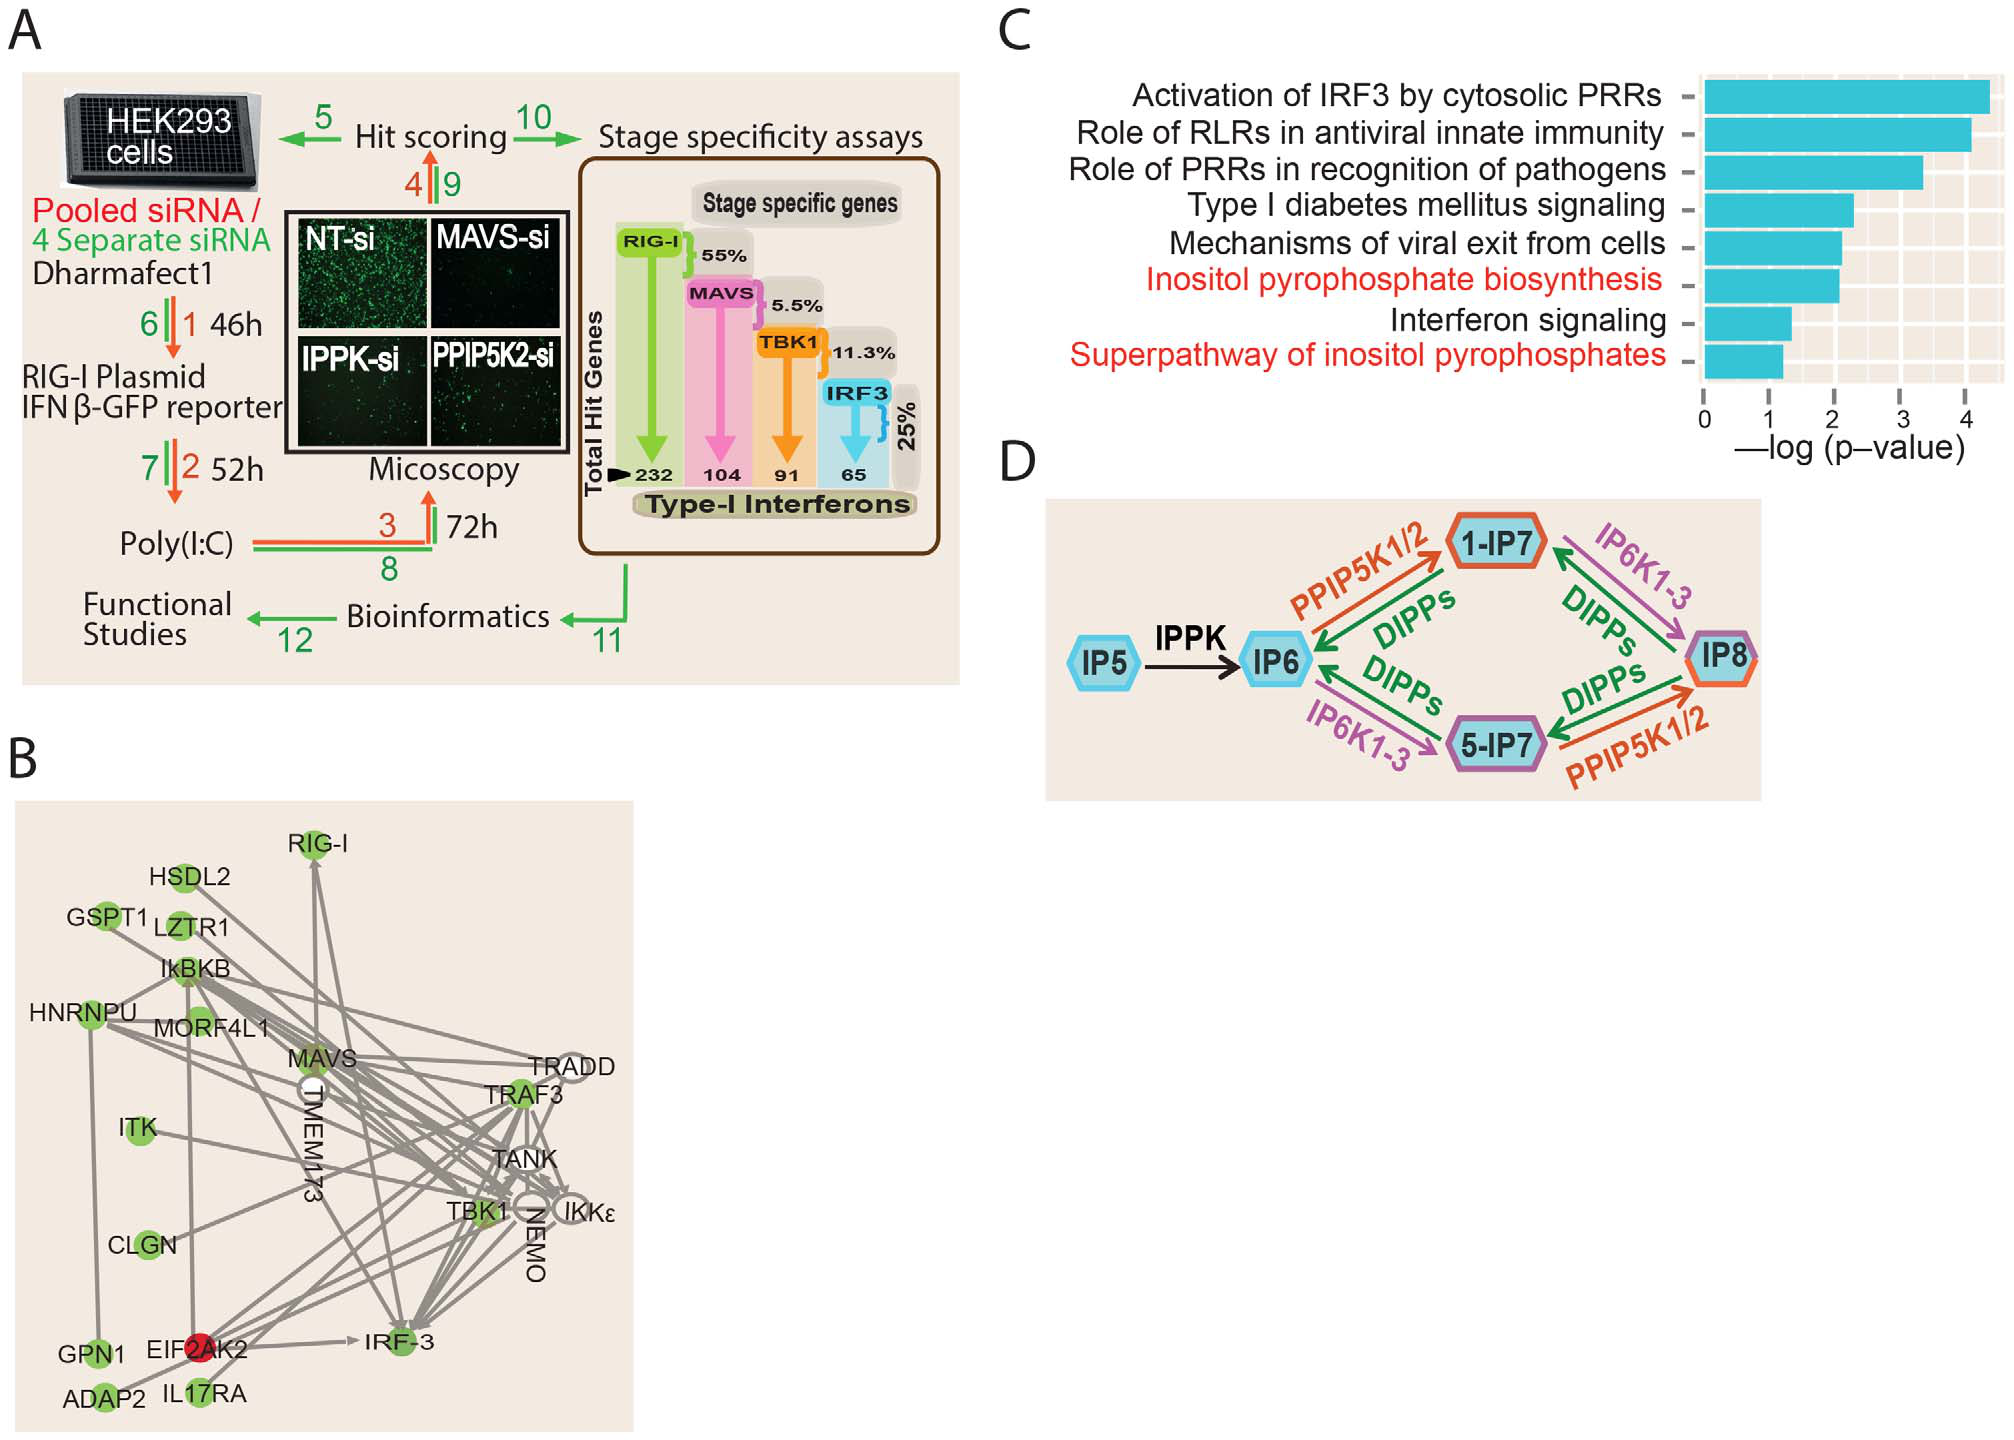 A
HEK293
cells
5
Hit scoring
10
Stage specificity assays
4
9
Pooled siRNA /
4 Separate siRNA
Dharmafect1
6
1
46h
RIG-I Plasmid
IFN β-GFP reporter
7
2
52h
Poly(I:C)
3
8
72h
Micoscopy
NT-si
MAVS-si
IPPK-si
PPIP5K2-si
Stage specific genes
RIG-I
55%
MAVS
5.5%
TBK1
11.3%
IRF3
25%
Total Hit Genes
232
104
91
65
Type-I Interferons
Functional
Studies
12
Bioinformatics
11
B
RIG-I
HSDL2
GSPT1
LZTR1
IkBKB
HNRNPU
MORF4L1
MAVS
TRADD
TRAF3
TMEM173
ITK
TANK
TBK1
NEMO
IKKε
CLGN
GPN1
EIF2AK2
IRF-3
ADAP2
IL17RA
C
Activation of IRF3 by cytosolic PRRs
Role of RLRs in antiviral innate immunity
Role of PRRs in recognition of pathogens
Type I diabetes mellitus signaling
Mechanisms of viral exit from cells
Inositol pyrophosphate biosynthesis
Interferon signaling
Superpathway of inositol pyrophosphates
0 1 2 3 4
—log (p–value)
D
IP5
IPPK
IP6
PPIP5K1/2
DIPPs
1-IP7
IP6K1-3
DIPPs
IP8
DIPPs
IP6K1-3
5-IP7
DIPPs
PPIP5K1/2